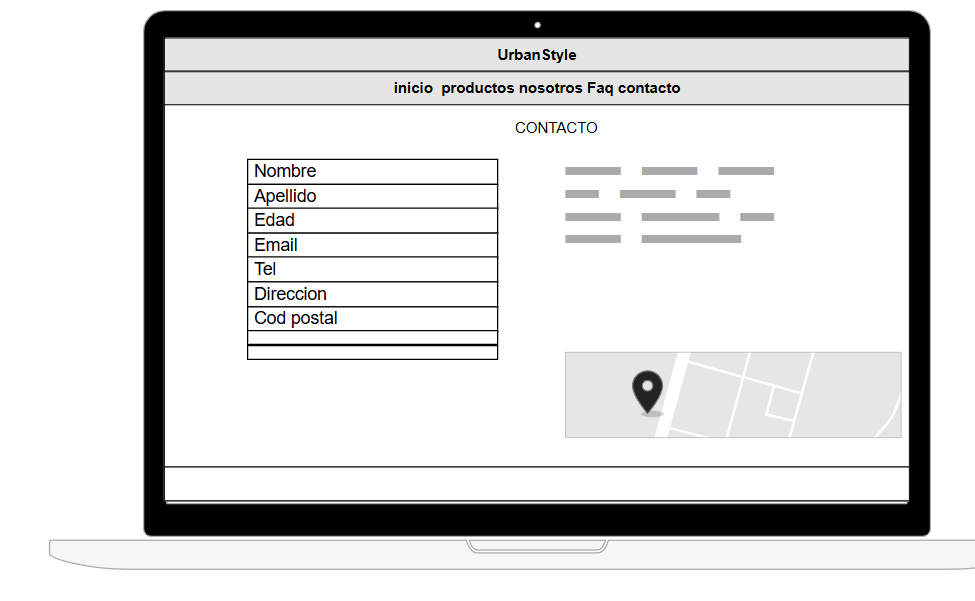 UrbanStyle
inicio productos nosotros Faq contacto
CONTACTO
Nombre
Apellido
Edad
Email
Tel
Direccion
Cod postal